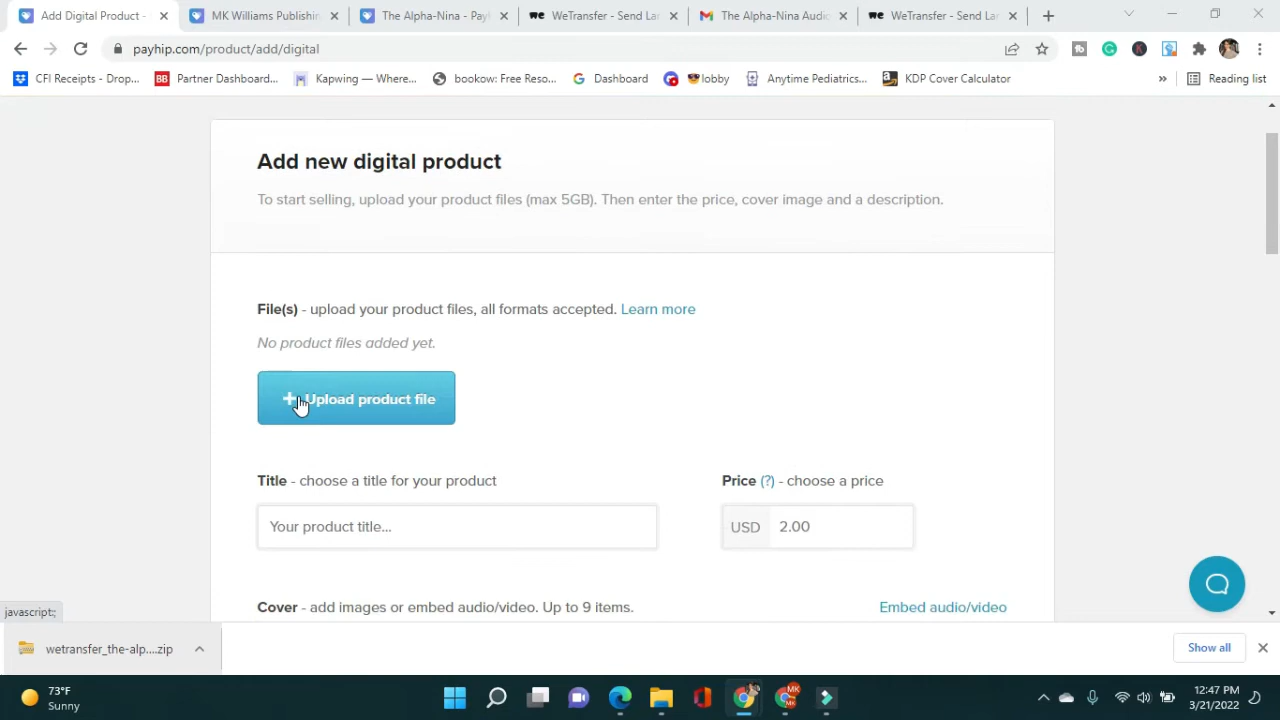 Add Digital Product -
MK Williams Publishin
The Alpha-Nina - Payl
WeTransfer - Send Lar
The Alpha-Nina Audio
WeTransfer - Send Lar
payhip.com/product/add/digital
CFI Receipts - Drop...
Partner Dashboard...
Kapwing — Where...
bookow: Free Reso...
Dashboard
lobby
Anytime Pediatrics...
KDP Cover Calculator
»
Reading list
Add new digital product
To start selling, upload your product files (max 5GB). Then enter the price, cover image and a description.
File(s) - upload your product files, all formats accepted. Learn more
No product files added yet.
+ Upload product file
Title - choose a title for your product
Price (?) - choose a price
Your product title...
USD 2.00
Cover - add images or embed audio/video. Up to 9 items.
Embed audio/video
javascript:;
wetransfer_the-alp....zip
Show all
73°F
Sunny
12:47 PM
3/21/2022